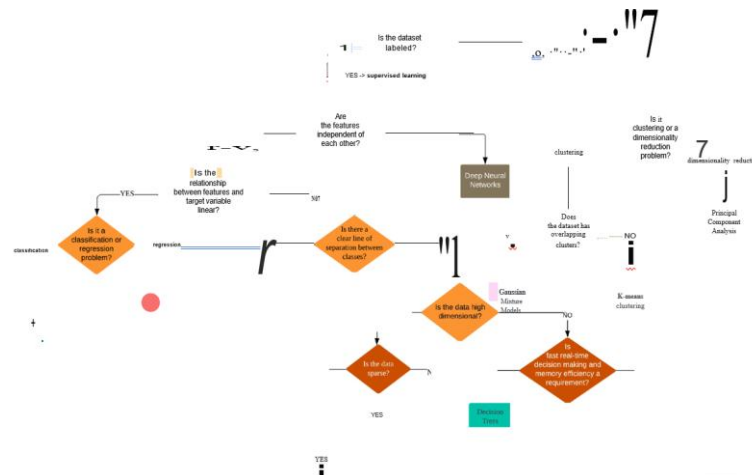 Is the dataset
labeled?
YES -> supervised learning
Are
the features
independent of
each other?
Is it
clustering or a
dimensionality
reduction
problem?
7
clustering
dimensionality reduct
j
Deep Neural
Networks
Is the
relationship
between features and
target variable
linear?
YES
Principal
Component
Analysis
Is it a
classification or
regression
problem?
classification
regression
r
Is there a
clear line of
separation between
classes?
"1
Does
the dataset has
overlapping
clusters?
NO
i
K-means
clustering
Is the data high
dimensional?
Gaussian
Mixture
Models
NO
Is the data
sparse?
Is
fast real-time
decision making and
memory efficiency a
requirement?
YES
Decision
Trees
YES